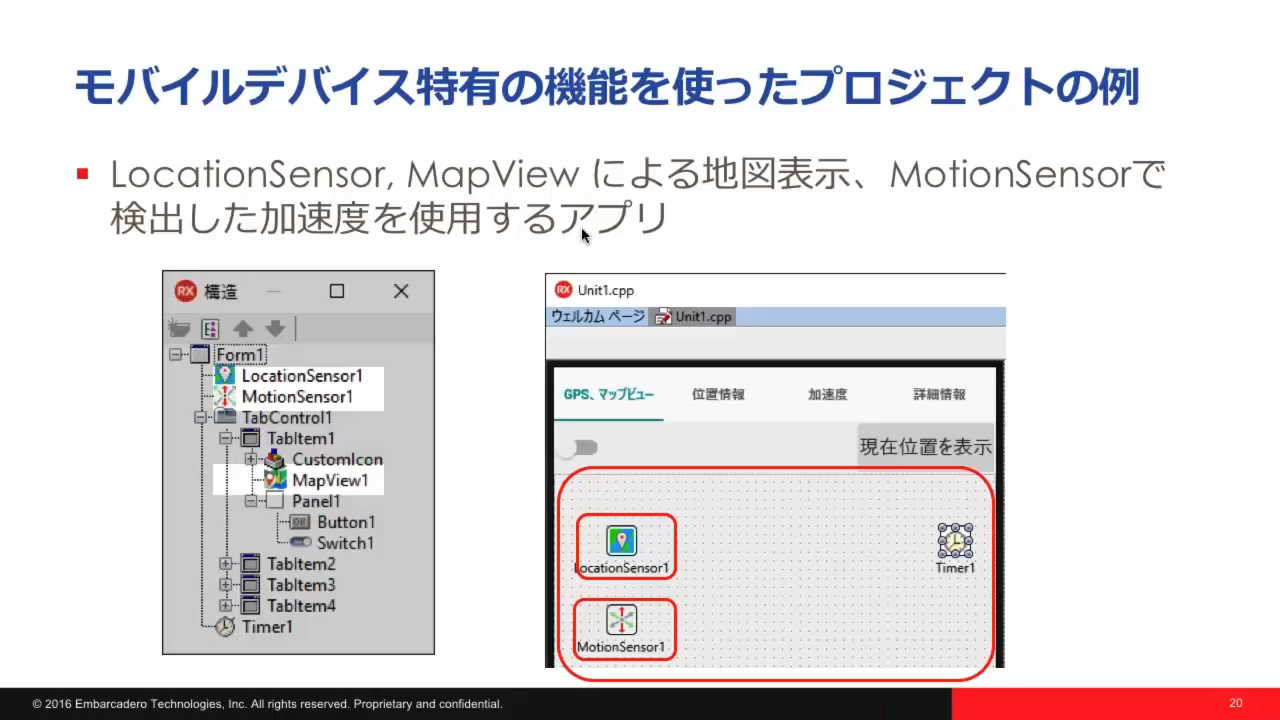 モバイルデバイス特有の機能を使ったプロジェクトの例
LocationSensor, MapView による地図表示、MotionSensorで
検出した加速度を使用するアプリ
RX 構造
Form1
LocationSensor1
MotionSensor1
TabControl1
TabItem1
CustomIcon
MapView1
Panel1
Button1
Switch1
TabItem2
TabItem3
TabItem4
Timer1
RX Unit1.cpp
ウェルカム ページ Unit1.cpp
GPS、マップビュー 位置情報 加速度 詳細情報
現在位置を表示
LocationSensor1 Timer1
MotionSensor1
© 2016 Embarcadero Technologies, Inc. All rights reserved. Proprietary and confidential.
20